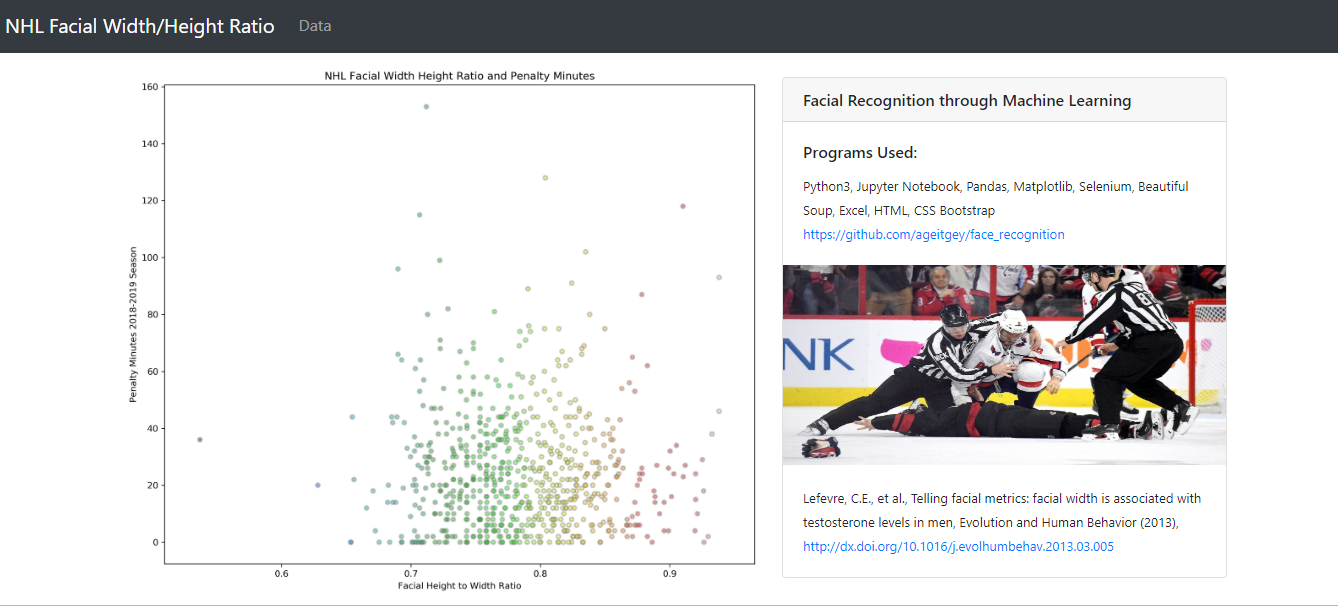 NHL Facial Width/Height Ratio Data
NHL Facial Width Height Ratio and Penalty Minutes
160
140
120
100
80
60
40
20
0
Penalty Minutes 2018-2019 Season
0.6 0.7 0.8 0.9
Facial Height to Width Ratio
Facial Recognition through Machine Learning
Programs Used:
Python3, Jupyter Notebook, Pandas, Matplotlib, Selenium, Beautiful
Soup, Excel, HTML, CSS Bootstrap
https://github.com/ageitgey/face_recognition
NK
Lefevre, C.E., et al., Telling facial metrics: facial width is associated with
testosterone levels in men, Evolution and Human Behavior (2013),
http://dx.doi.org/10.1016/j.evolhumbehav.2013.03.005